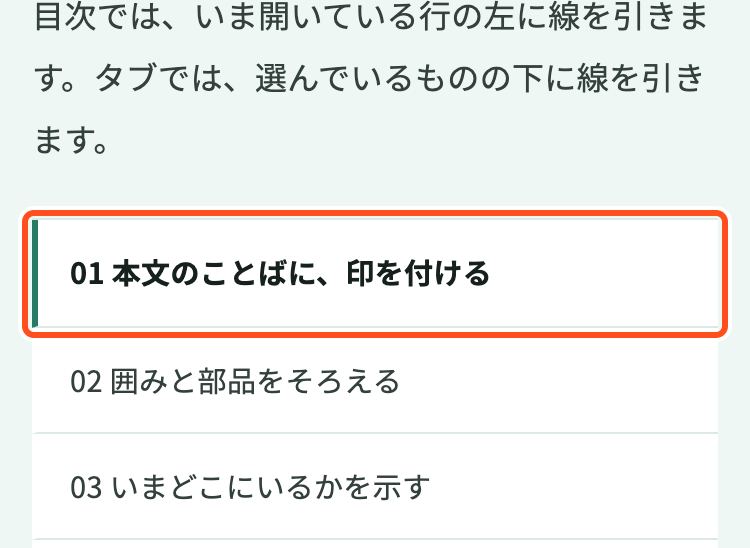 目次では、いま開いている行の左に線を引きま
す。タブでは、選んでいるものの下に線を引き
ます。
01 本文のことばに、印を付ける
02 囲みと部品をそろえる
03 いまどこにいるかを示す